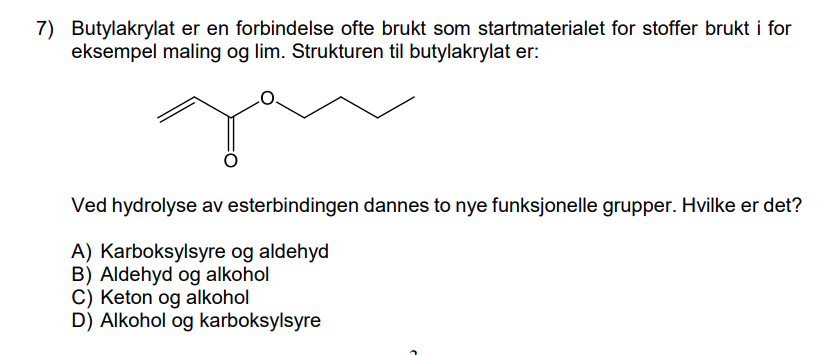 7) Butylakrylat er en forbindelse ofte brukt som startmaterialet for stoffer brukt i for
eksempel maling og lim. Strukturen til butylakrylat er:
O
O
Ved hydrolyse av esterbindingen dannes to nye funksjonelle grupper. Hvilke er det?
A) Karboksylsyre og aldehyd
B) Aldehyd og alkohol
C) Keton og alkohol
D) Alkohol og karboksylsyre